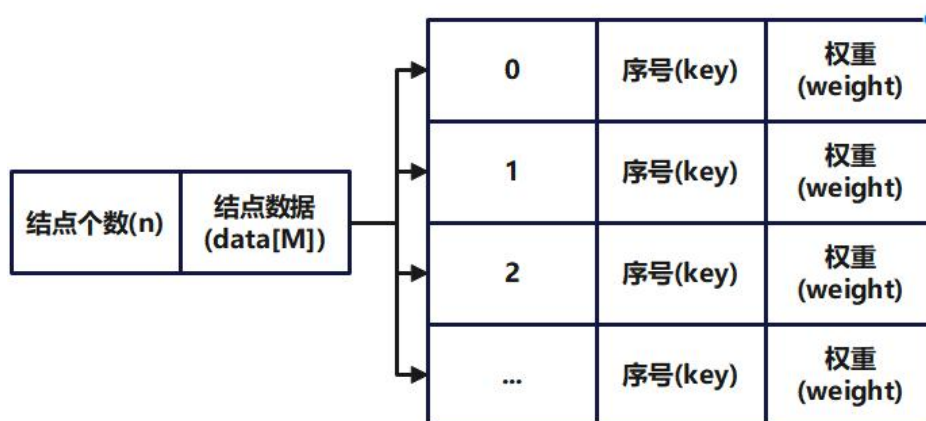 0
序号(key)
权重
(weight)
1
序号(key)
权重
(weight)
结点个数(n)
结点数据
(data[M])
2
序号(key)
权重
(weight)
...
序号(key)
权重
(weight)